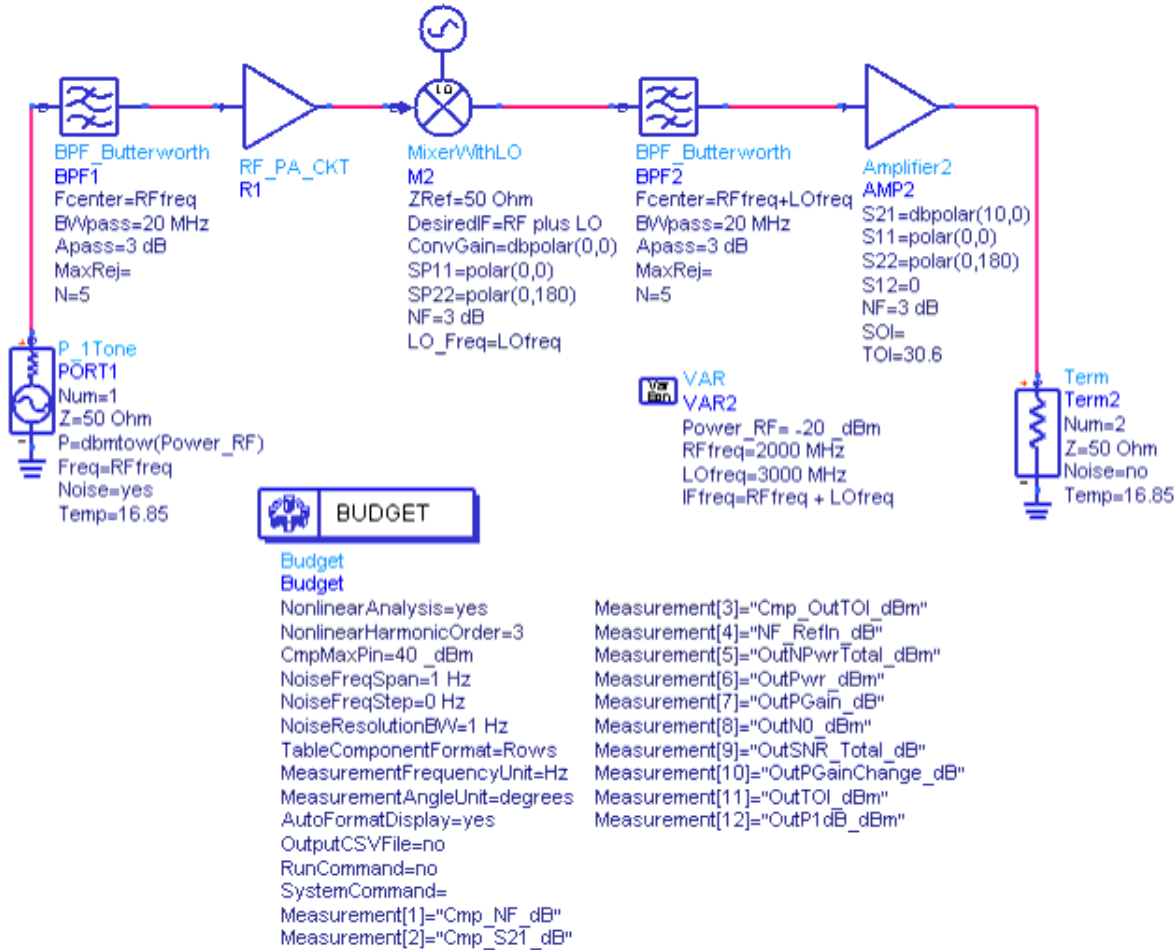 LO
BPF_Butterworth
BPF1
Fcenter=RFfreq
BWpass=20 MHz
Apass=3 dB
MaxRej=
N=5
RF_PA_CKT
R1
MixerWithLO
M2
ZRef=50 Ohm
DesiredIF=RF plus LO
ConvGain=dbpolar(0,0)
SP11=polar(0,0)
SP22=polar(0,180)
NF=3 dB
LO_Freq=LOfreq
BPF_Butterworth
BPF2
Fcenter=RFfreq+LOfreq
BWpass=20 MHz
Apass=3 dB
MaxRej=
N=5
Amplifier2
AMP2
S21=dbpolar(10,0)
S11=polar(0,0)
S22=polar(0,180)
S12=0
NF=3 dB
SOI=
TOI=30.6
P_1Tone
PORT1
Num=1
Z=50 Ohm
P=dbmtow(Power_RF)
Freq=RFfreq
Noise=yes
Temp=16.85
Var
Eqn
VAR
VAR2
Power_RF= -20 _dBm
RFfreq=2000 MHz
LOfreq=3000 MHz
IFfreq=RFfreq + LOfreq
Term
Term2
Num=2
Z=50 Ohm
Noise=no
Temp=16.85
BUDGET
Budget
Budget
NonlinearAnalysis=yes
NonlinearHarmonicOrder=3
CmpMaxPin=40 _dBm
NoiseFreqSpan=1 Hz
NoiseFreqStep=0 Hz
NoiseResolutionBW=1 Hz
TableComponentFormat=Rows
MeasurementFrequencyUnit=Hz
MeasurementAngleUnit=degrees
AutoFormatDisplay=yes
OutputCSVFile=no
RunCommand=no
SystemCommand=
Measurement[1]="Cmp_NF_dB"
Measurement[2]="Cmp_S21_dB"
Measurement[3]="Cmp_OutTOI_dBm"
Measurement[4]="NF_RefIn_dB"
Measurement[5]="OutNPwrTotal_dBm"
Measurement[6]="OutPwr_dBm"
Measurement[7]="OutPGain_dB"
Measurement[8]="OutN0_dBm"
Measurement[9]="OutSNR_Total_dB"
Measurement[10]="OutPGainChange_dB"
Measurement[11]="OutTOI_dBm"
Measurement[12]="OutP1dB_dBm"